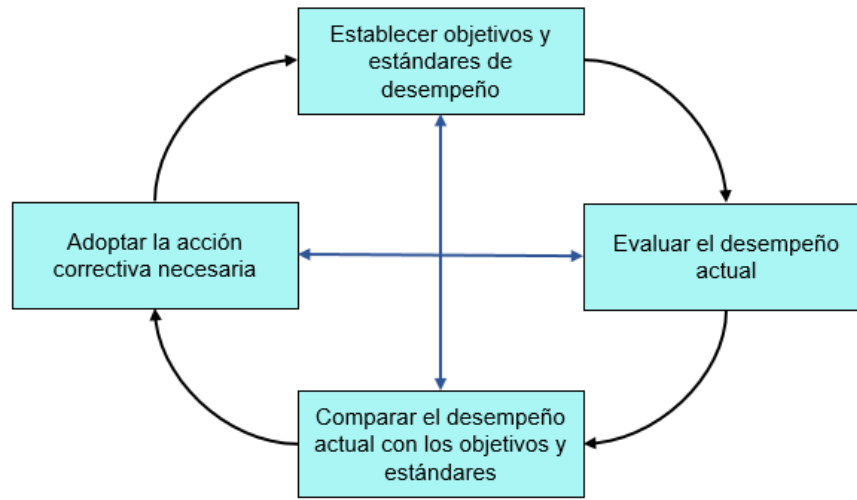 Establecer objetivos y
estándares de
desempeño
Adoptar la acción
correctiva necesaria
Evaluar el desempeño
actual
Comparar el desempeño
actual con los objetivos y
estándares